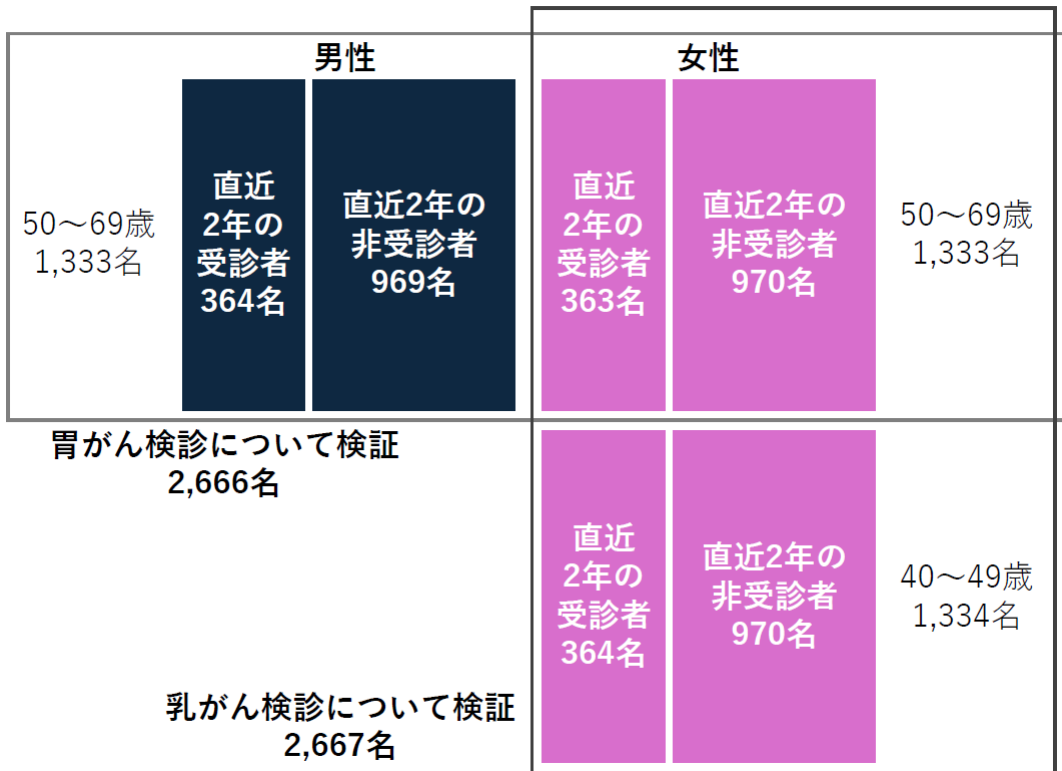 男性
女性
50～69歳
1,333名
直近
2年の
受診者
364名
直近2年の
非受診者
969名
直近
2年の
受診者
363名
直近2年の
非受診者
970名
50～69歳
1,333名
胃がん検診について検証
2,666名
直近
2年の
受診者
364名
直近2年の
非受診者
970名
40～49歳
1,334名
乳がん検診について検証
2,667名